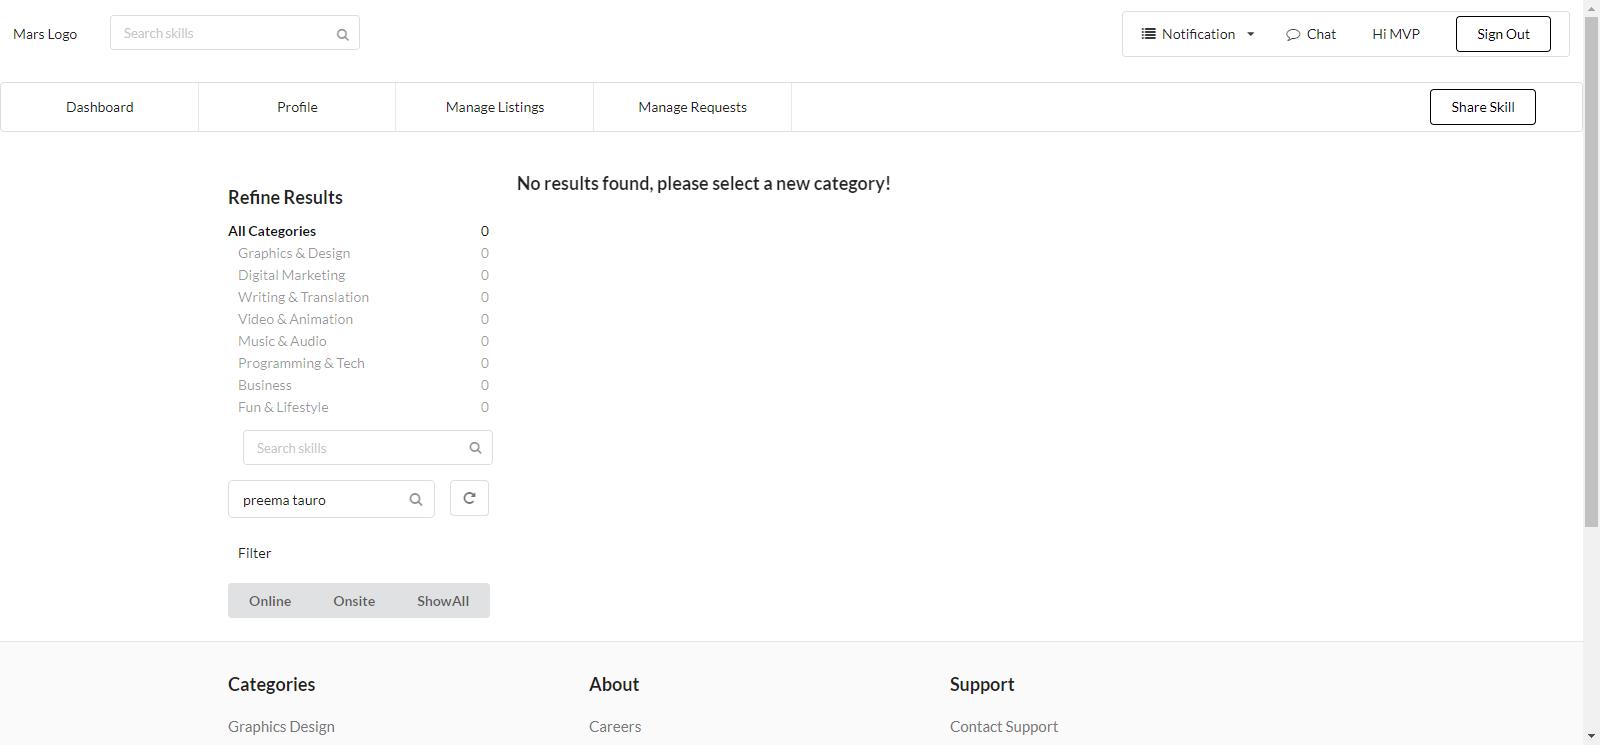 Mars Logo
Search skills
Notification
Chat
Hi MVP
Sign Out
Dashboard
Profile
Manage Listings
Manage Requests
Share Skill
No results found, please select a new category!
Refine Results
All Categories 0
Graphics & Design 0
Digital Marketing 0
Writing & Translation 0
Video & Animation 0
Music & Audio 0
Programming & Tech 0
Business 0
Fun & Lifestyle 0
Search skills
preema tauro
Filter
Online Onsite ShowAll
Categories
Graphics Design
About
Careers
Support
Contact Support